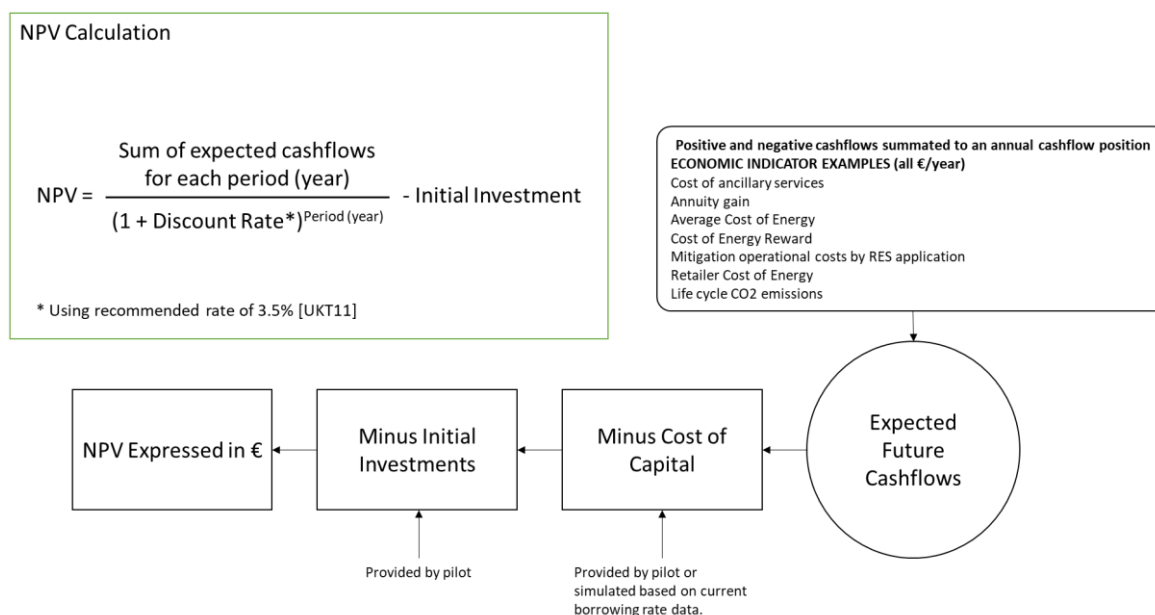 NPV Calculation
Sum of expected cashflows
for each period (year)
NPV =
- Initial Investment
(1 + Discount Rate*)Period (year)
* Using recommended rate of 3.5% [UKT11]
Positive and negative cashflows summated to an annual cashflow position
ECONOMIC INDICATOR EXAMPLES (all €/year)
Cost of ancillary services
Annuity gain
Average Cost of Energy
Cost of Energy Reward
Mitigation operational costs by RES application
Retailer Cost of Energy
Life cycle CO2 emissions
NPV Expressed in €
Minus Initial
Investments
Minus Cost of
Capital
Expected
Future
Cashflows
Provided by pilot
Provided by pilot or
simulated based on current
borrowing rate data.